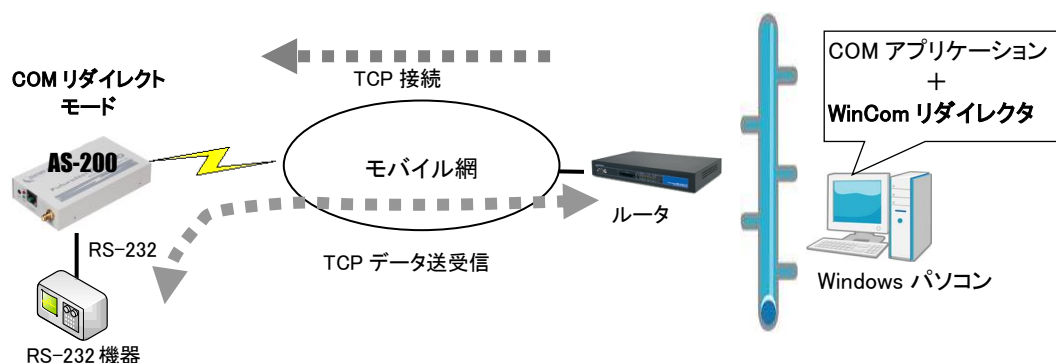 COM アプリケーション
+
WinCom リダイレクタ
TCP 接続
COM リダイレクト
モード
AS-200
モバイル網
ルータ
RS-232
TCP データ送受信
Windows パソコン
RS-232 機器